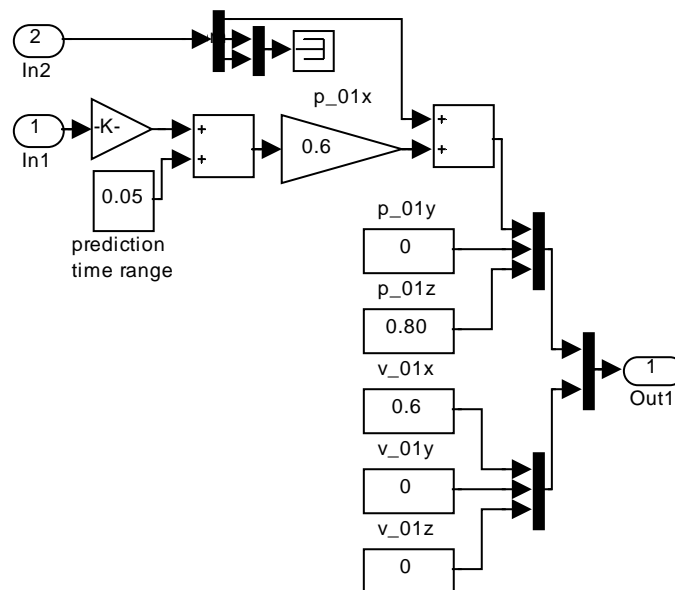 2
In2
p_01x
1
-K-
+
+
0.6
+
+
In1
0.05
prediction
time range
p_01y
0
p_01z
0.80
v_01x
0.6
1
Out1
v_01y
0
v_01z
0